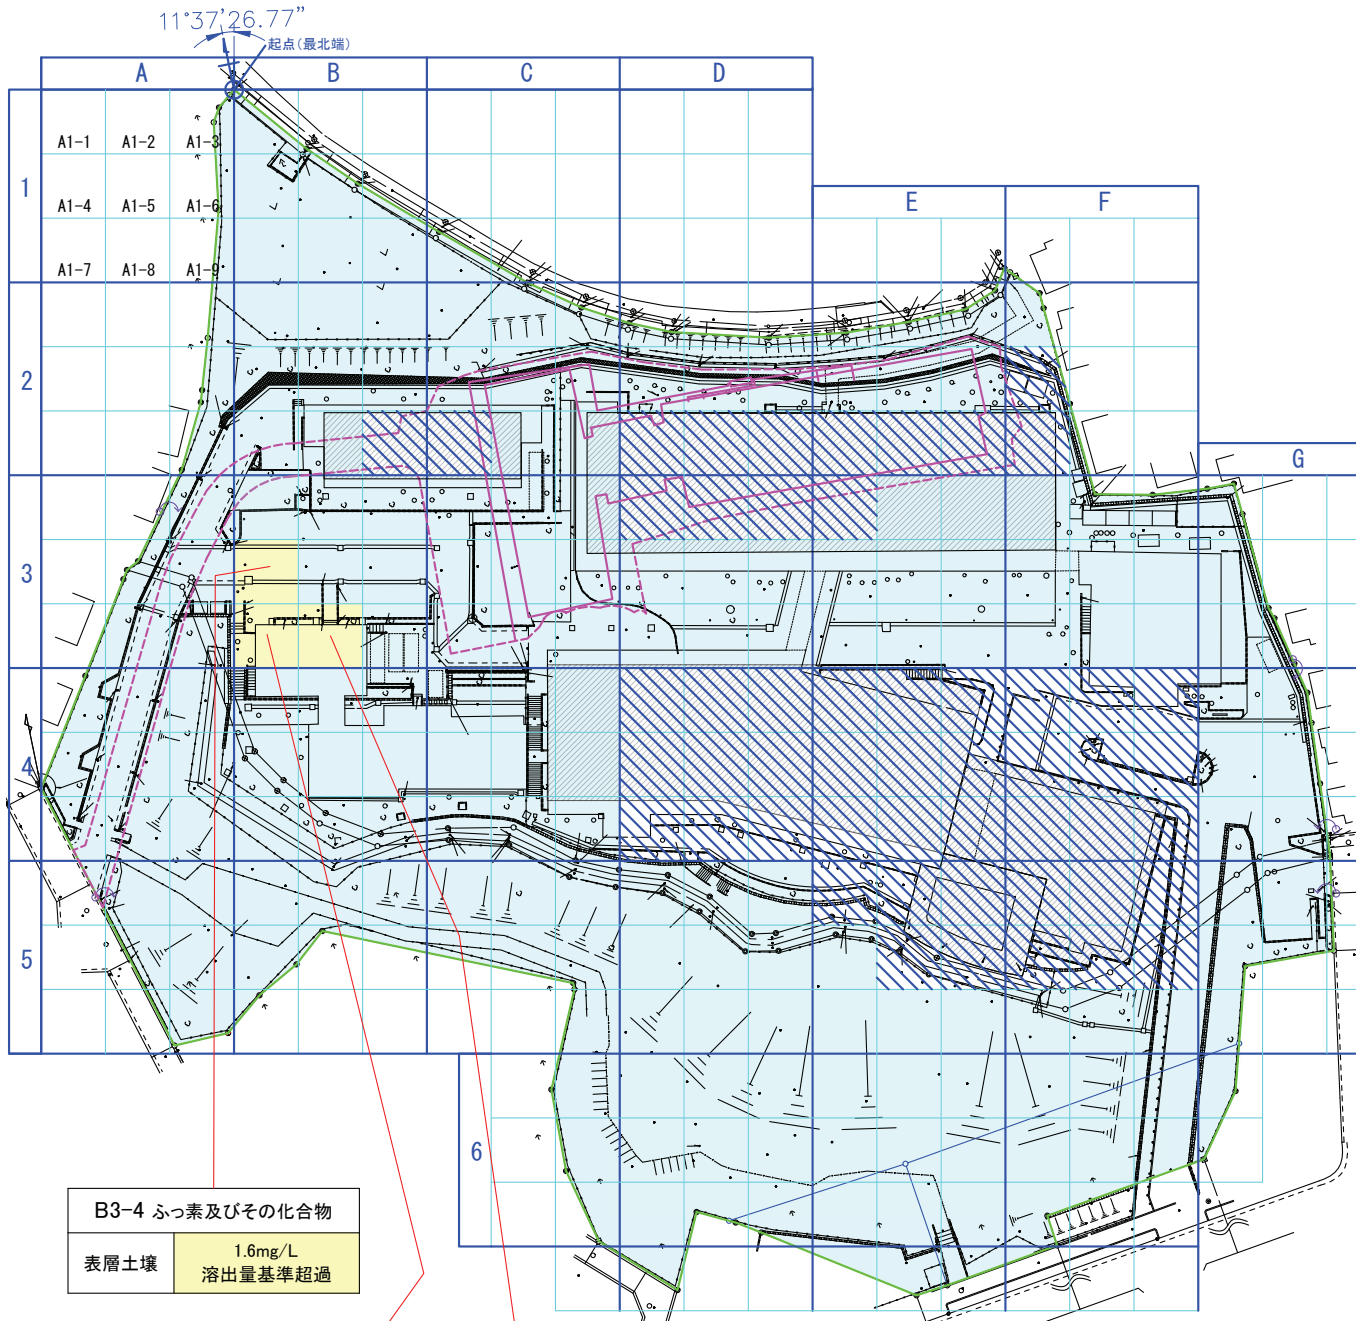 11°37'26.77"
起点(最北端)
A
B
C
D
A1-1
A1-2
A1-3
1
A1-4
A1-5
A1-6
E
F
A1-7
A1-8
A1-9
2
G
3
4
5
6
B3-4 ふっ素及びその化合物
表層土壌
1.6mg/L
溶出量基準超過